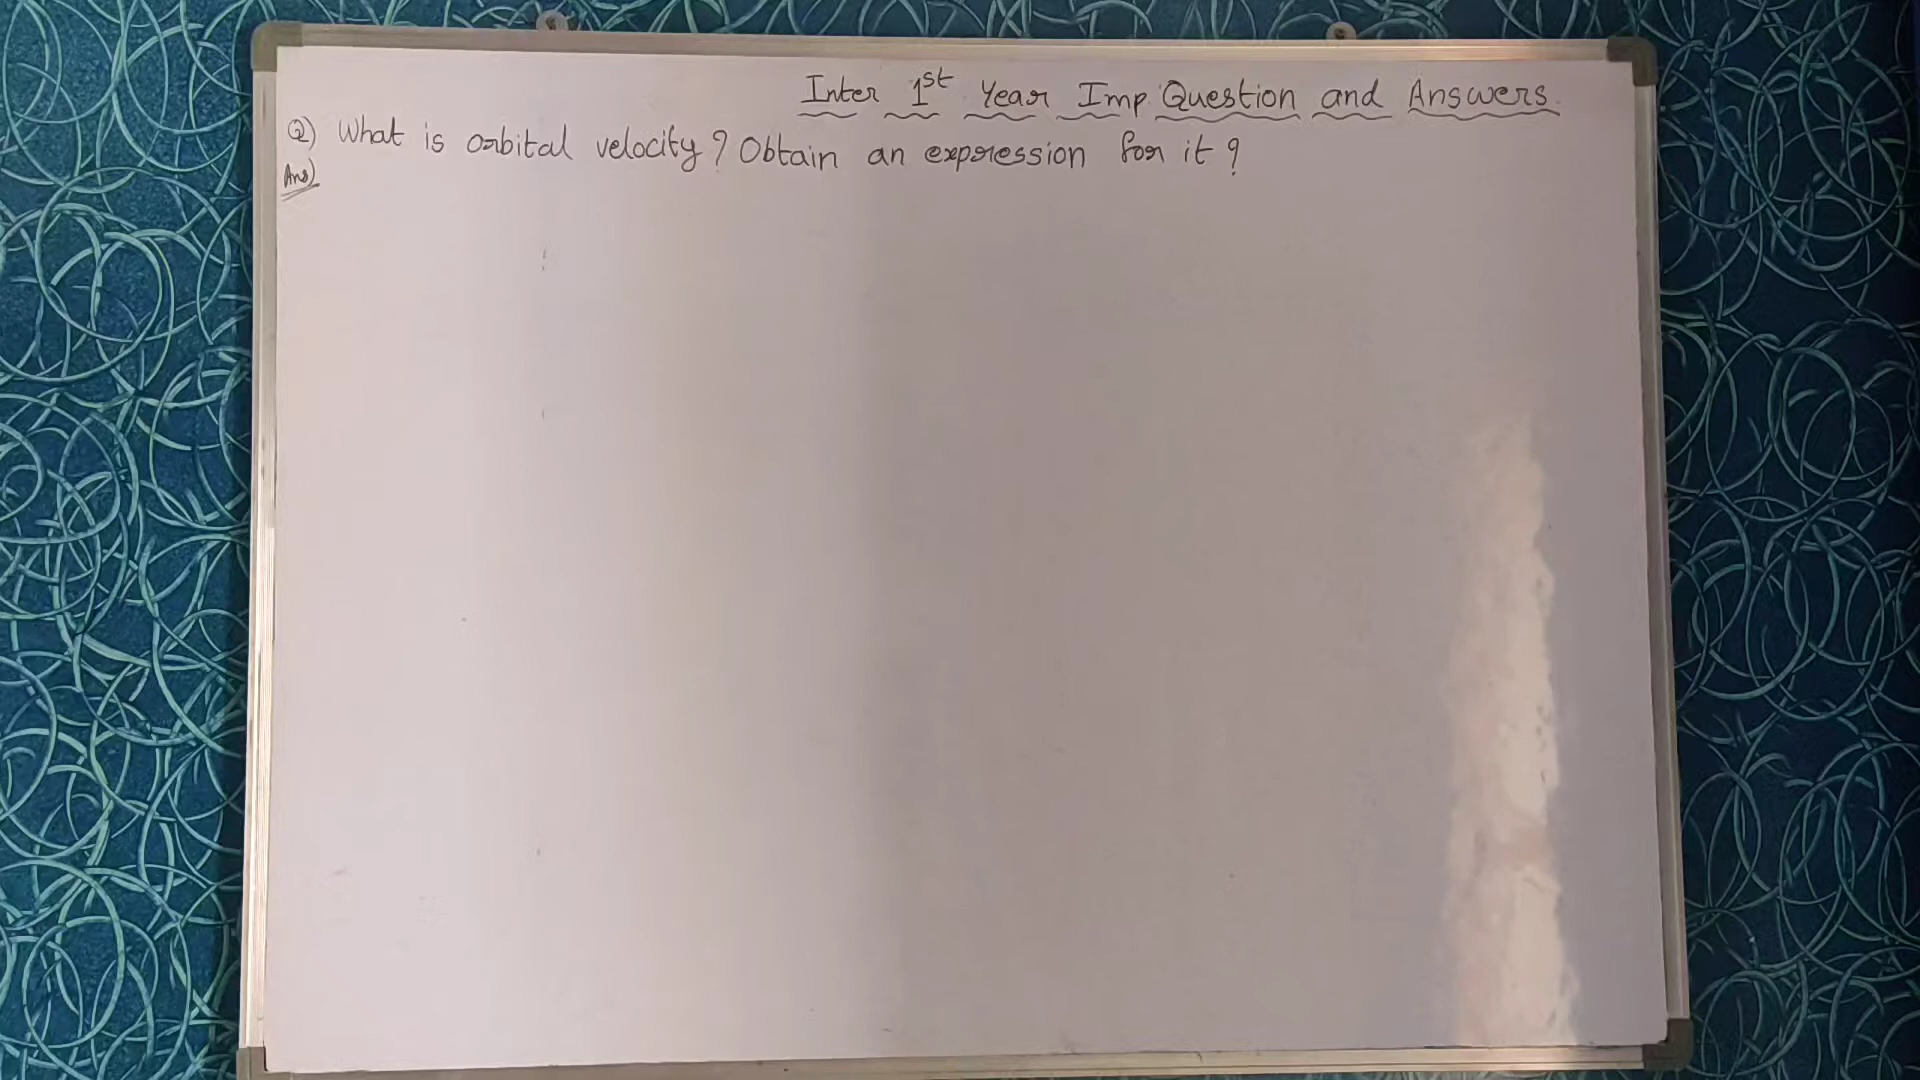 Inter 1st Year Imp Question and Answers.
Q) What is orbital velocity? Obtain an expression for it?
Ans)